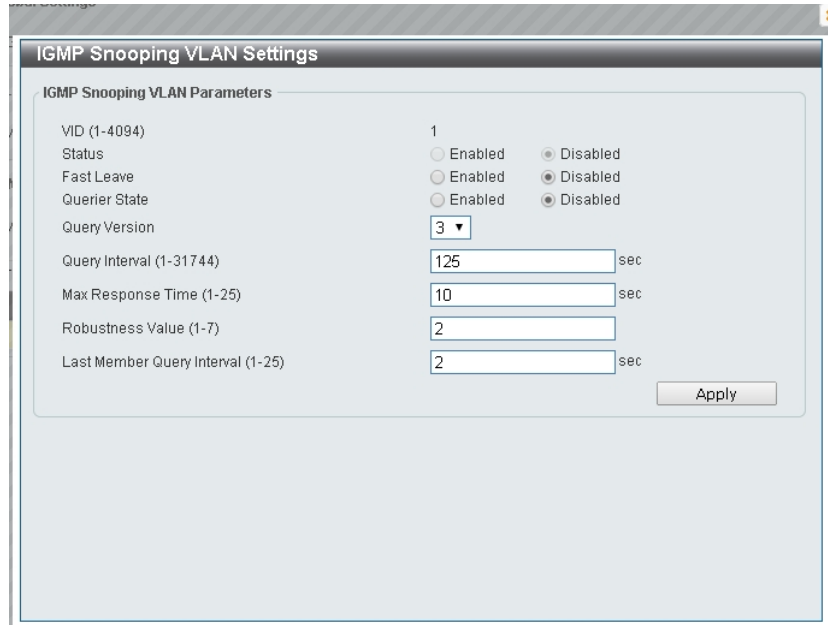 IGMP Snooping VLAN Settings
IGMP Snooping VLAN Parameters
VID (1-4094) 1
Status Enabled Disabled
Fast Leave Enabled Disabled
Querier State Enabled Disabled
Query Version 3
Query Interval (1-31744) 125 sec
Max Response Time (1-25) 10 sec
Robustness Value (1-7) 2
Last Member Query Interval (1-25) 2 sec
Apply